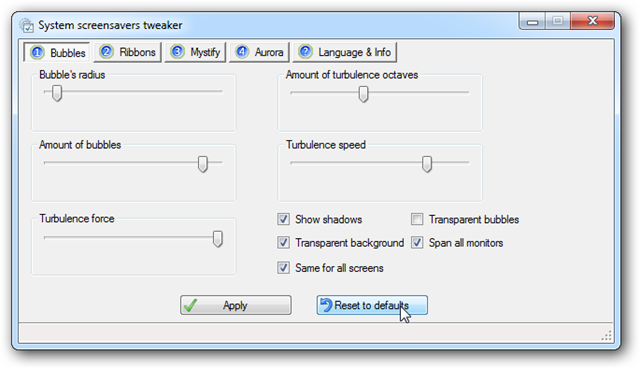 System screensavers tweaker
1 Bubbles 2 Ribbons 3 Mystify 4 Aurora ? Language & Info
Bubble's radius
Amount of turbulence octaves
Amount of bubbles
Turbulence speed
Turbulence force
Show shadows
Transparent bubbles
Transparent background
Span all monitors
Same for all screens
Apply
Reset to defaults